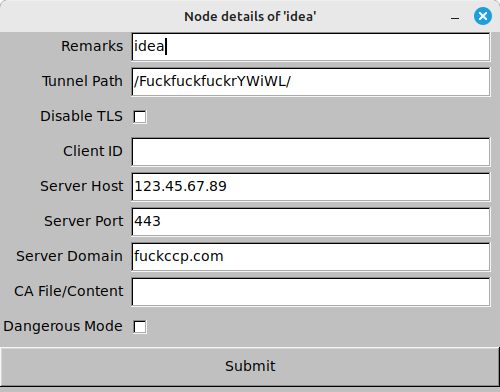 Node details of 'idea'
Remarks idea
Tunnel Path /FuckfuckfuckrYWiWL/
Disable TLS
Client ID
Server Host 123.45.67.89
Server Port 443
Server Domain fuckccp.com
CA File/Content
Dangerous Mode
Submit